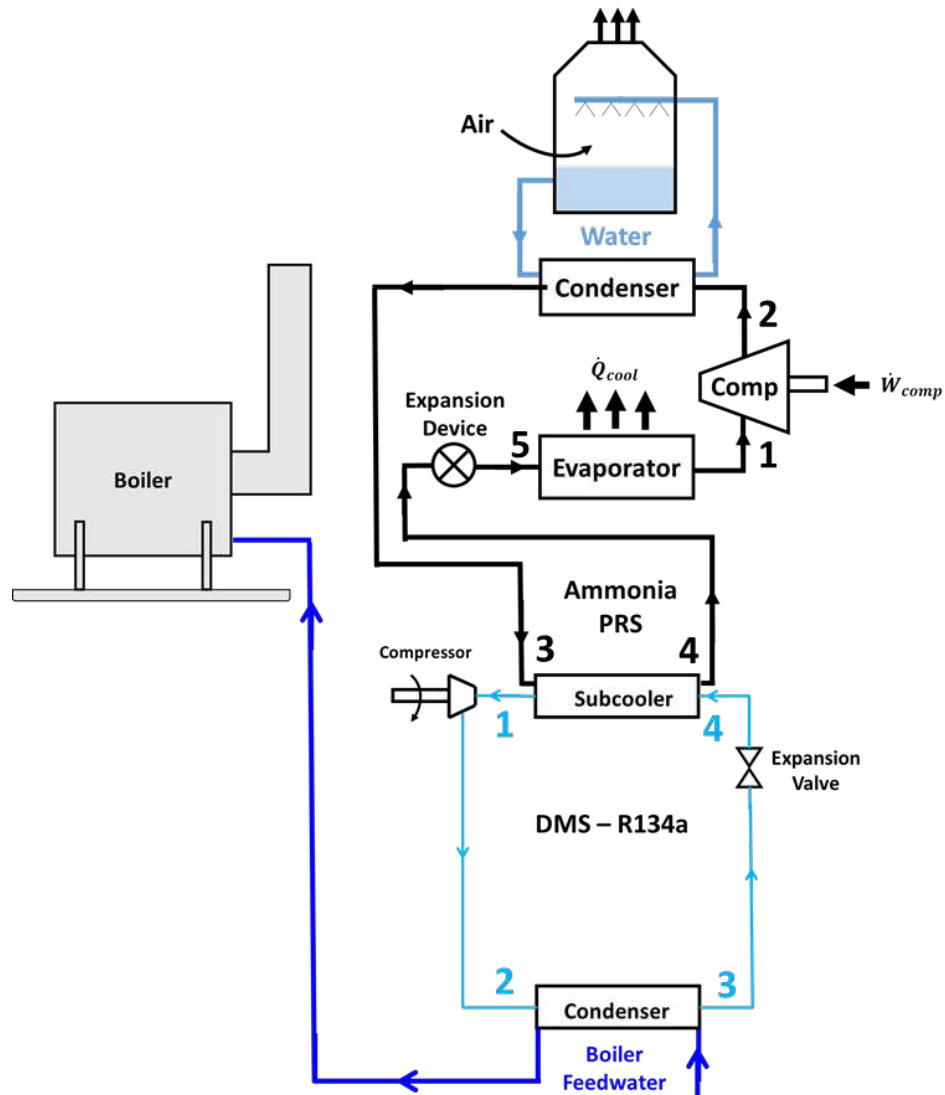 Air
Water
Condenser
2
Q̇cool
Comp
Ẇcomp
Expansion
Device
5
Evaporator
1
Boiler
Ammonia
PRS
3
4
Compressor
Subcooler
1
4
Expansion
Valve
DMS – R134a
2
Condenser
3
Boiler
Feedwater